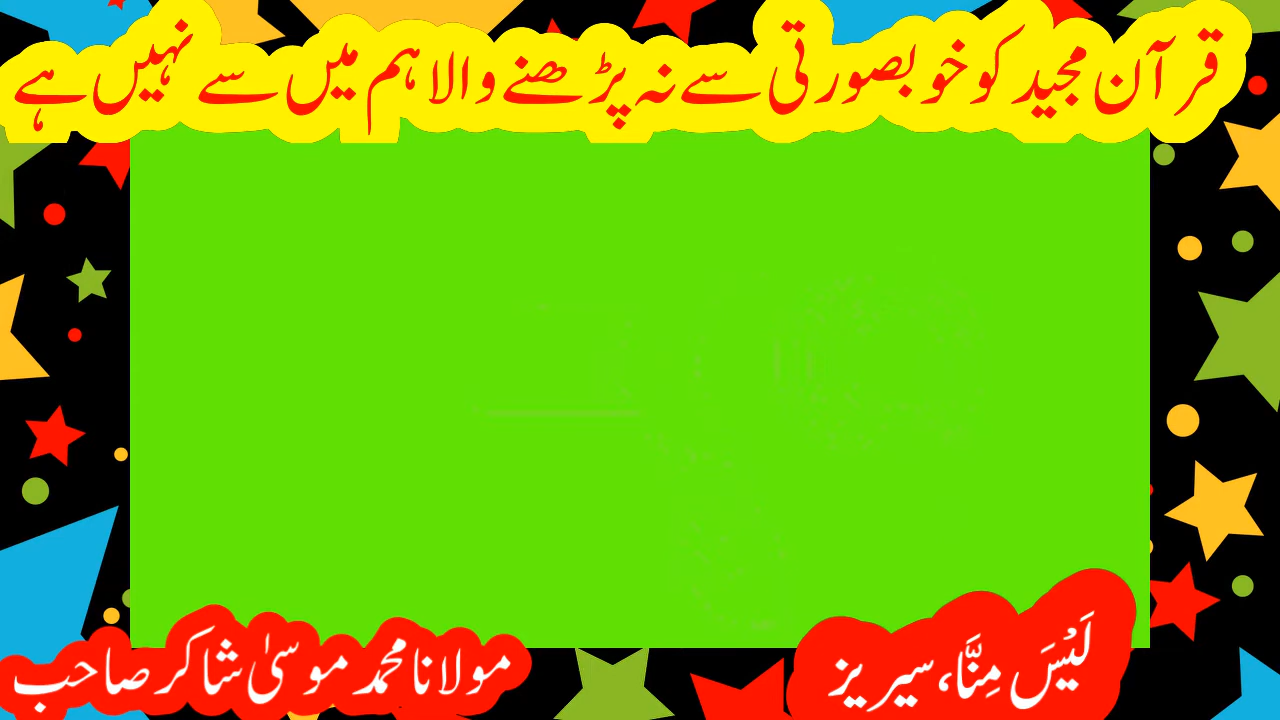 قرآن مجید کو خوبصورتی سے نہ پڑھنے والا ہم میں سے نہیں ہے
لَیْسَ مِنَّا، سیریز
مولانا محمد موسیٰ شاکر صاحب